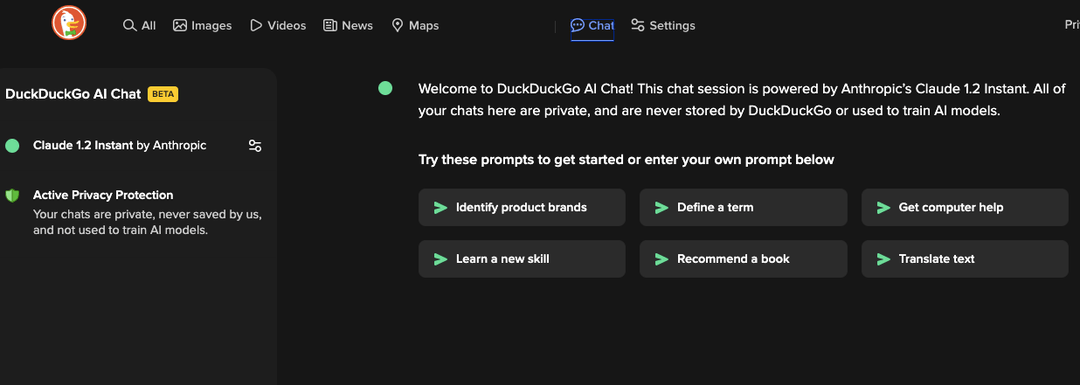 All Images Videos News Maps Chat Settings
DuckDuckGo AI Chat BETA
Claude 1.2 Instant by Anthropic
Active Privacy Protection
Your chats are private, never saved by us,
and not used to train AI models.
Welcome to DuckDuckGo AI Chat! This chat session is powered by Anthropic's Claude 1.2 Instant. All of
your chats here are private, and are never stored by DuckDuckGo or used to train AI models.
Try these prompts to get started or enter your own prompt below
Identify product brands Define a term Get computer help
Learn a new skill Recommend a book Translate text